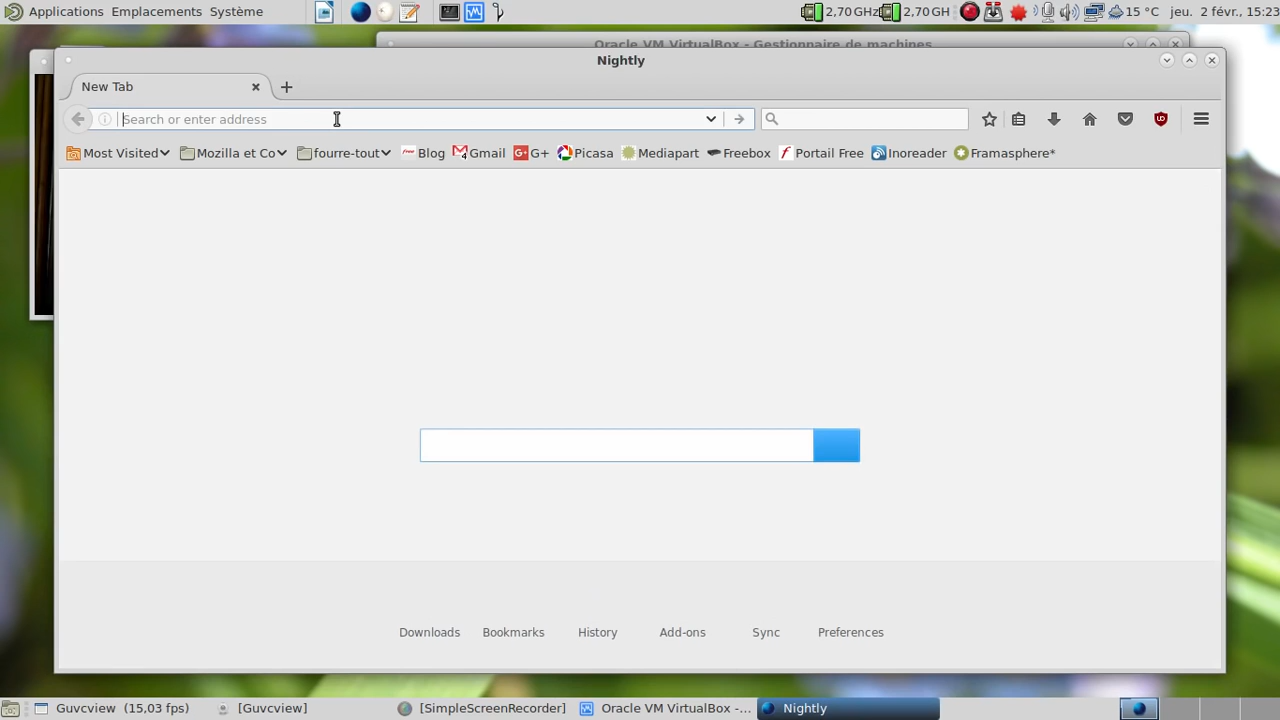 Applications Emplacements Système 2,70 GHz 2,70 GH 15 °C jeu. 2 févr., 15:23
Oracle VM VirtualBox - Gestionnaire de machines
Nightly
New Tab
Search or enter address
Most Visited Mozilla et Co fourre-tout Blog Gmail G+ Picasa Mediapart Freebox Portail Free Inoreader Framasphere*
Downloads Bookmarks History Add-ons Sync Preferences
Guvcview (15,03 fps) [Guvcview] [SimpleScreenRecorder] Oracle VM VirtualBox -... Nightly